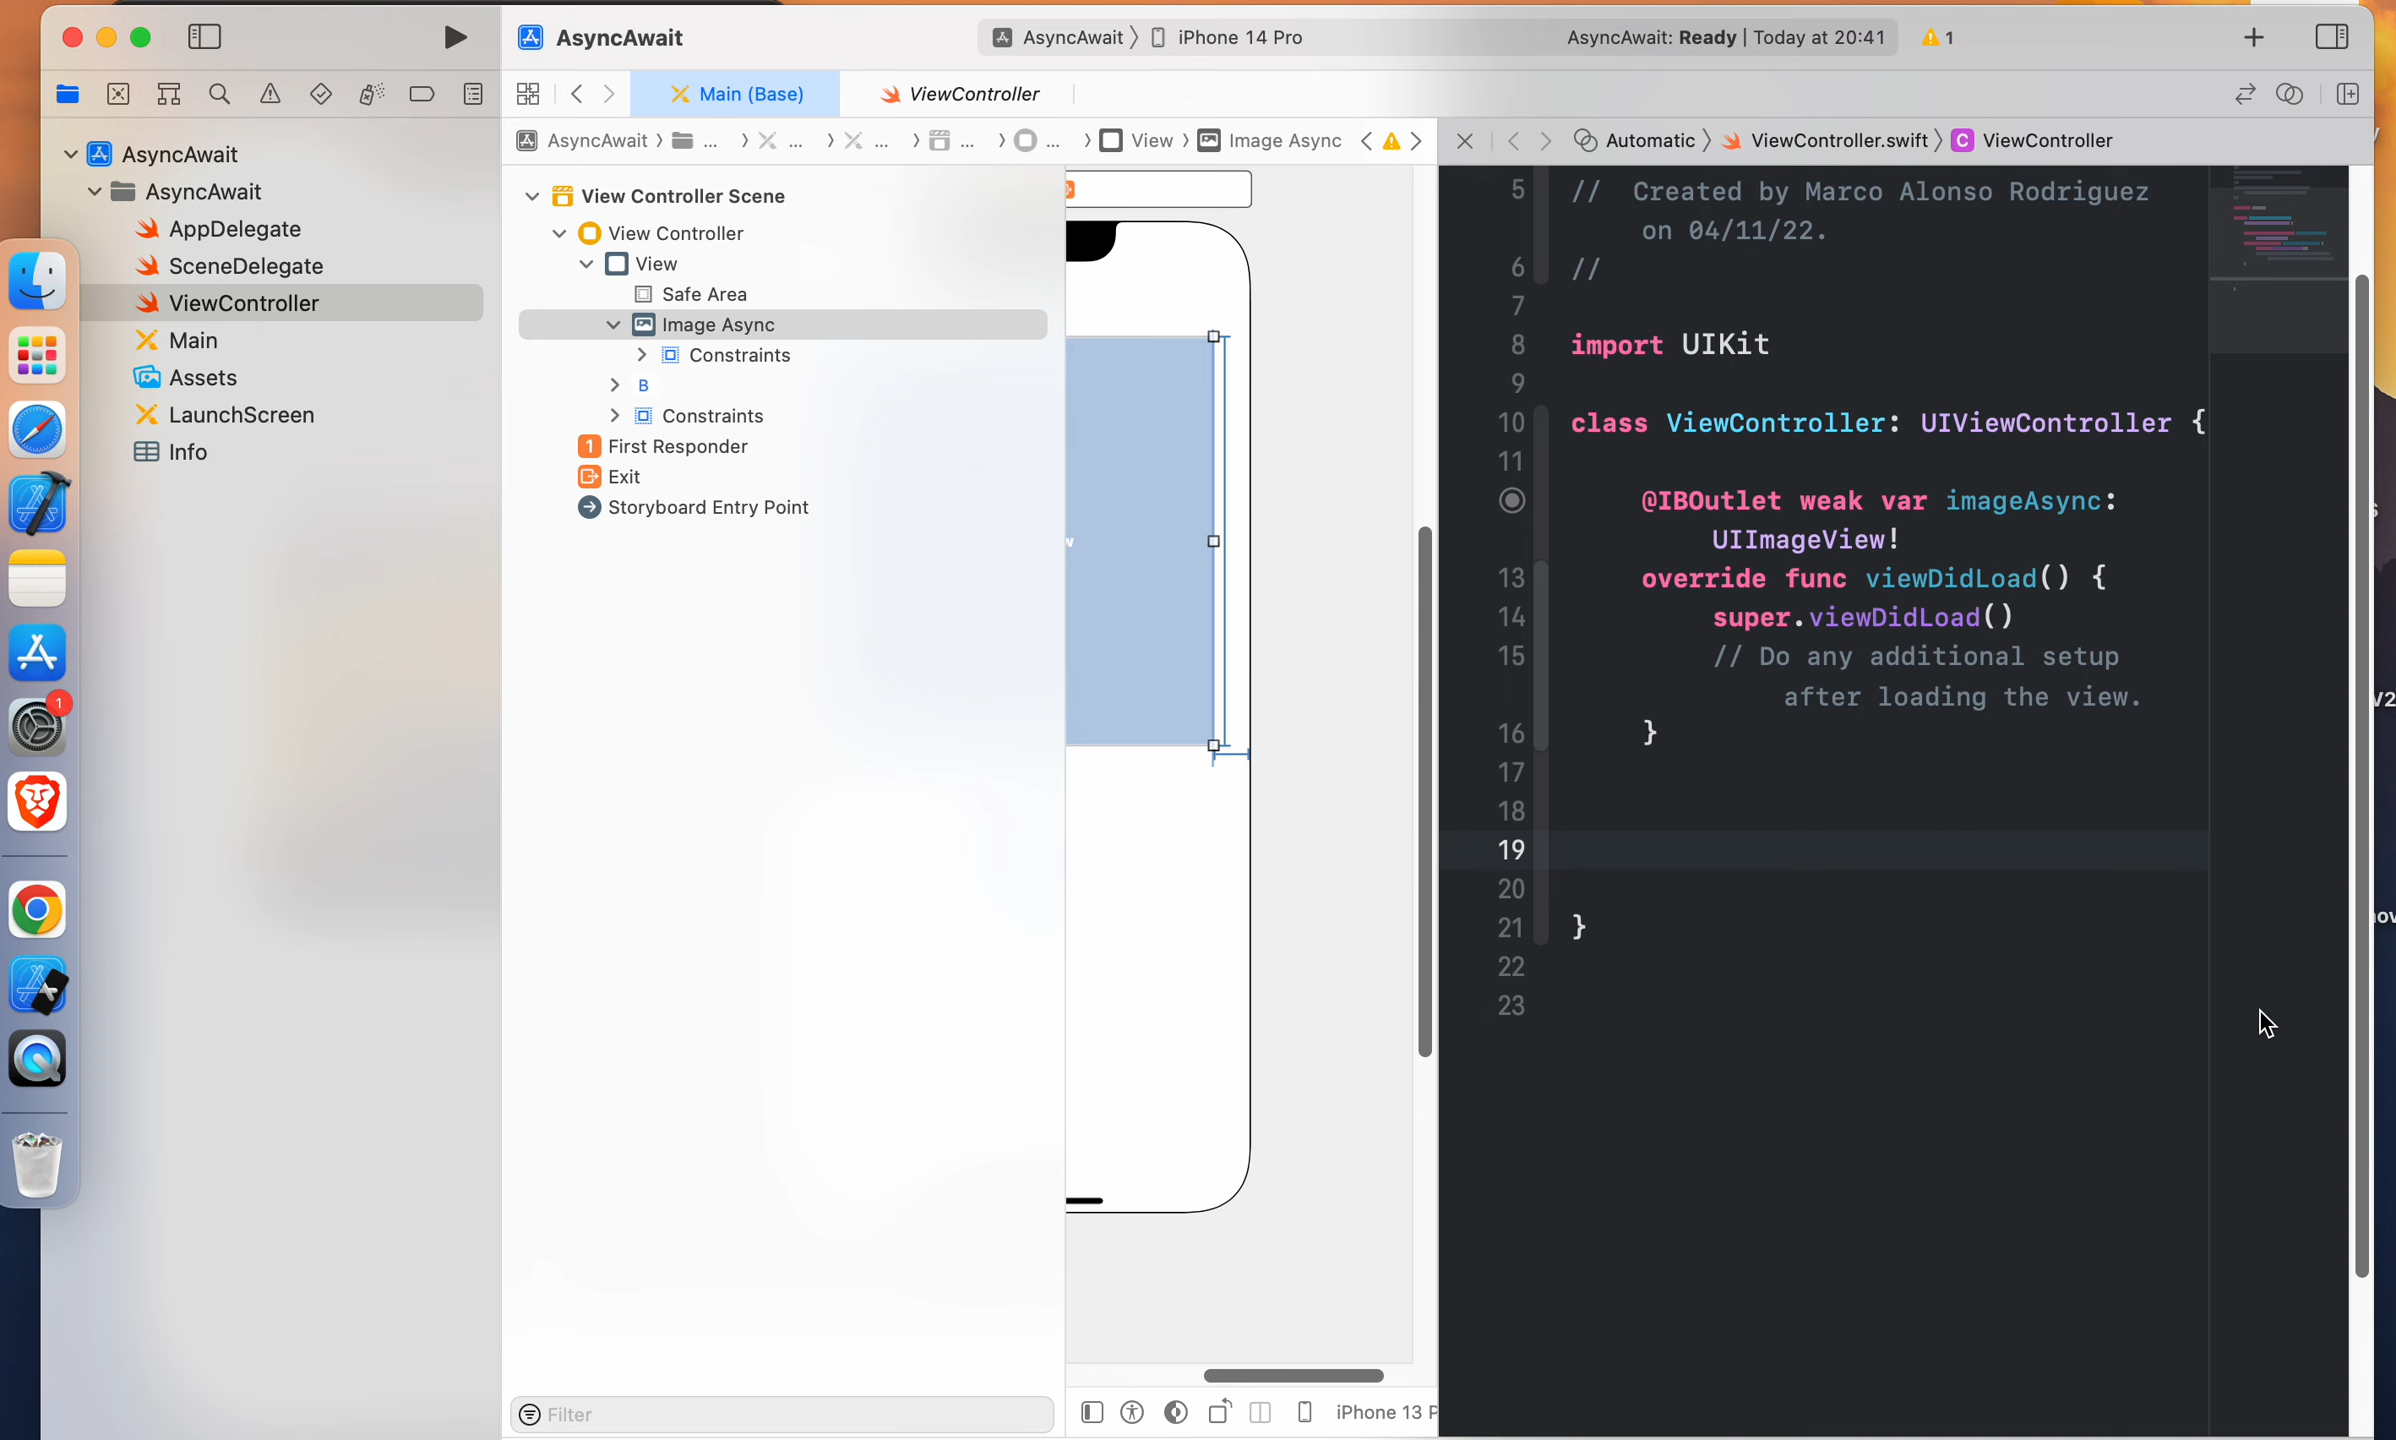 AsyncAwait
AsyncAwait 〉 iPhone 14 Pro
AsyncAwait: Ready | Today at 20:41
1
Main (Base)
ViewController
AsyncAwait 〉 ... 〉 ... 〉 ... 〉 ... 〉 ... 〉 View 〉 Image Async
Automatic 〉 ViewController.swift 〉 C ViewController
AsyncAwait
AsyncAwait
AppDelegate
SceneDelegate
ViewController
Main
Assets
LaunchScreen
Info
1
View Controller Scene
View Controller
View
Safe Area
Image Async
Constraints
B
Constraints
1 First Responder
Exit
Storyboard Entry Point
Filter
w
iPhone 13 P
5 // Created by Marco Alonso Rodriguez
on 04/11/22.
6 //
7
8 import UIKit
9
10 class ViewController: UIViewController {
11
@IBOutlet weak var imageAsync:
UIImageView!
13 override func viewDidLoad() {
14 super.viewDidLoad()
15 // Do any additional setup
after loading the view.
16 }
17
18
19
20
21 }
22
23
V2